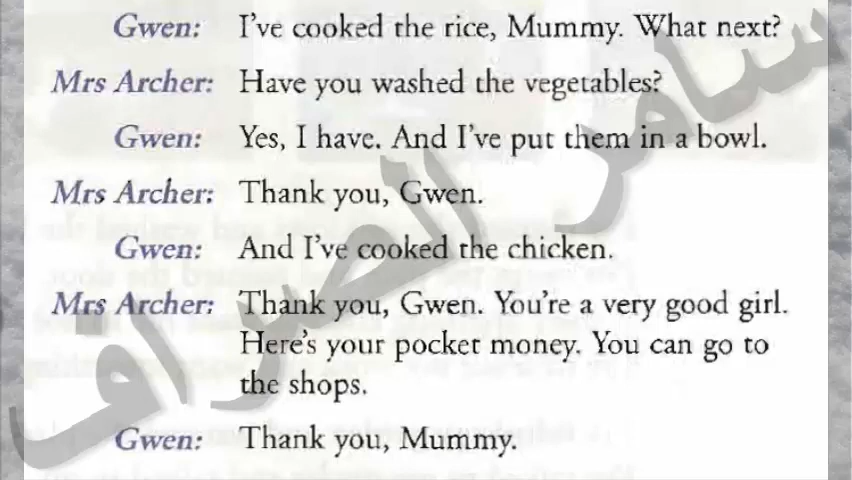 Gwen: I've cooked the rice, Mummy. What next?
Mrs Archer: Have you washed the vegetables?
Gwen: Yes, I have. And I've put them in a bowl.
Mrs Archer: Thank you, Gwen.
Gwen: And I've cooked the chicken.
Mrs Archer: Thank you, Gwen. You're a very good girl.
Here's your pocket money. You can go to
the shops.
Gwen: Thank you, Mummy.
سامر الصراف